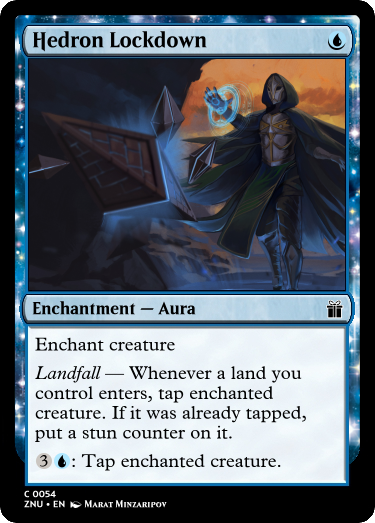 Hedron Lockdown
Enchantment — Aura
Enchant creature
Landfall — Whenever a land you
control enters, tap enchanted
creature. If it was already tapped,
put a stun counter on it.
3: Tap enchanted creature.
C 0054
ZNU • EN Marat Minzaripov